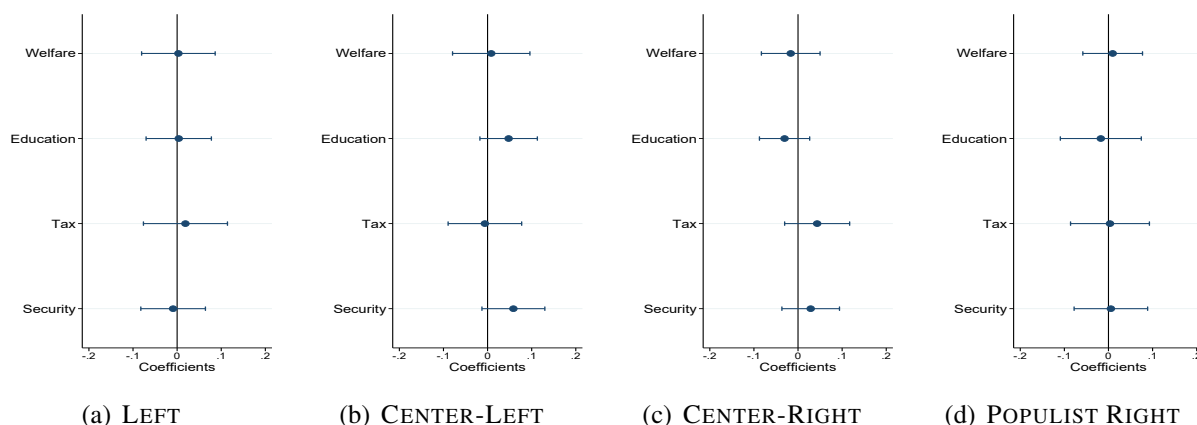 Welfare
Education
Tax
Security
-.2 -.1 0 .1 .2
Coefficients
(a) LEFT
Welfare
Education
Tax
Security
-.2 -.1 0 .1 .2
Coefficients
(b) CENTER-LEFT
Welfare
Education
Tax
Security
-.2 -.1 0 .1 .2
Coefficients
(c) CENTER-RIGHT
Welfare
Education
Tax
Security
-.2 -.1 0 .1 .2
Coefficients
(d) POPULIST RIGHT